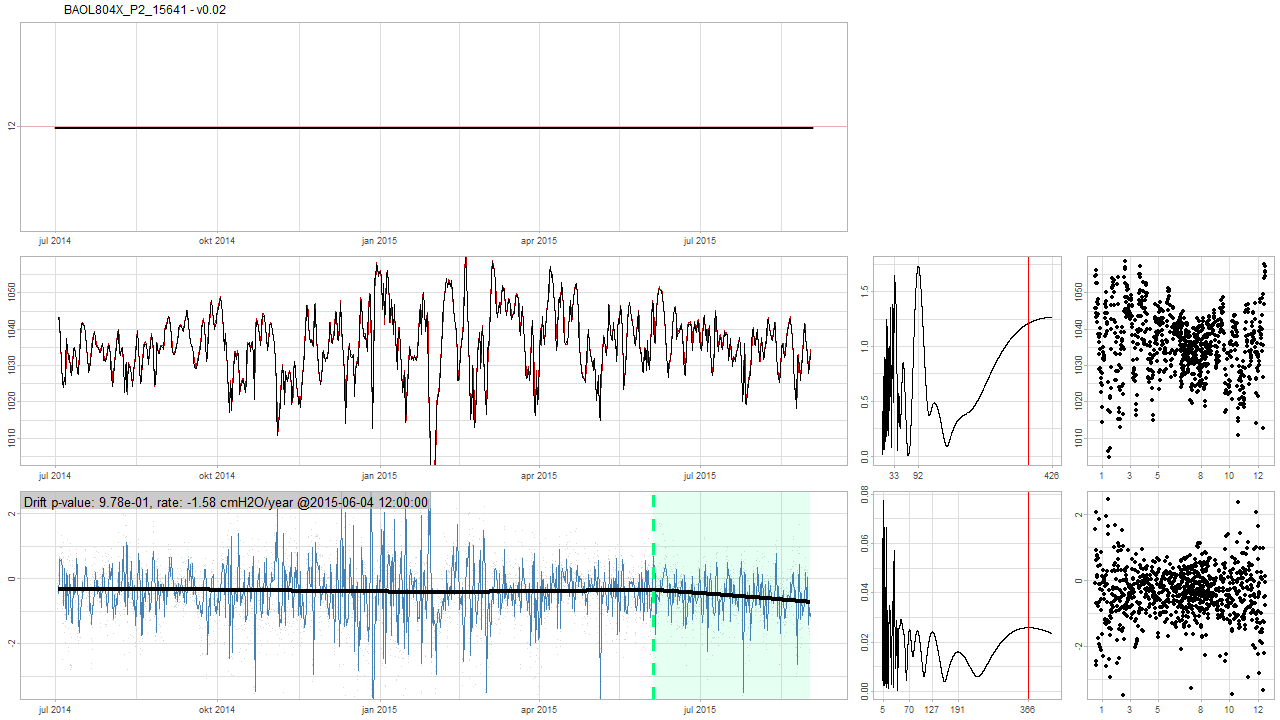 BAOL804X_P2_15641 - v0.02
12
jul 2014 okt 2014 jan 2015 apr 2015 jul 2015
1050
1040
1030
1020
1010
jul 2014 okt 2014 jan 2015 apr 2015 jul 2015
1.5
1.0
0.5
0.0
33 92 426
1050
1040
1030
1020
1010
1 3 5 8 10 12
Drift p-value: 9.78e-01, rate: -1.58 cmH2O/year @2015-06-04 12:00:00
2
0
-2
jul 2014 okt 2014 jan 2015 apr 2015 jul 2015
0.08
0.06
0.04
0.02
0.00
5 70 127 191 366
2
0
-2
1 3 5 8 10 12